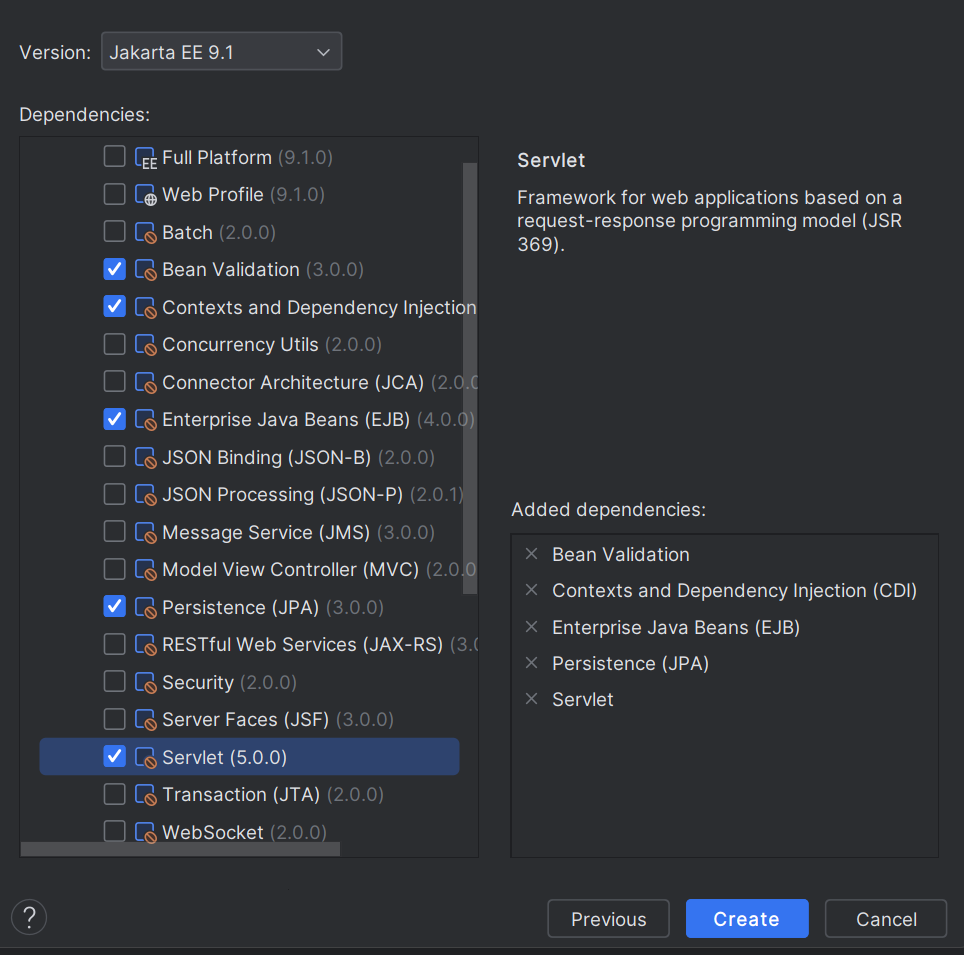 Version: Jakarta EE 9.1
Dependencies:
EE Full Platform (9.1.0)
Web Profile (9.1.0)
Batch (2.0.0)
Bean Validation (3.0.0)
Contexts and Dependency Injection
Concurrency Utils (2.0.0)
Connector Architecture (JCA) (2.0.0
Enterprise Java Beans (EJB) (4.0.0)
JSON Binding (JSON-B) (2.0.0)
JSON Processing (JSON-P) (2.0.1)
Message Service (JMS) (3.0.0)
Model View Controller (MVC) (2.0.0
Persistence (JPA) (3.0.0)
RESTful Web Services (JAX-RS) (3.0
Security (2.0.0)
Server Faces (JSF) (3.0.0)
Servlet (5.0.0)
Transaction (JTA) (2.0.0)
WebSocket (2.0.0)
Servlet
Framework for web applications based on a
request-response programming model (JSR
369).
Added dependencies:
Bean Validation
Contexts and Dependency Injection (CDI)
Enterprise Java Beans (EJB)
Persistence (JPA)
Servlet
? Previous Create Cancel